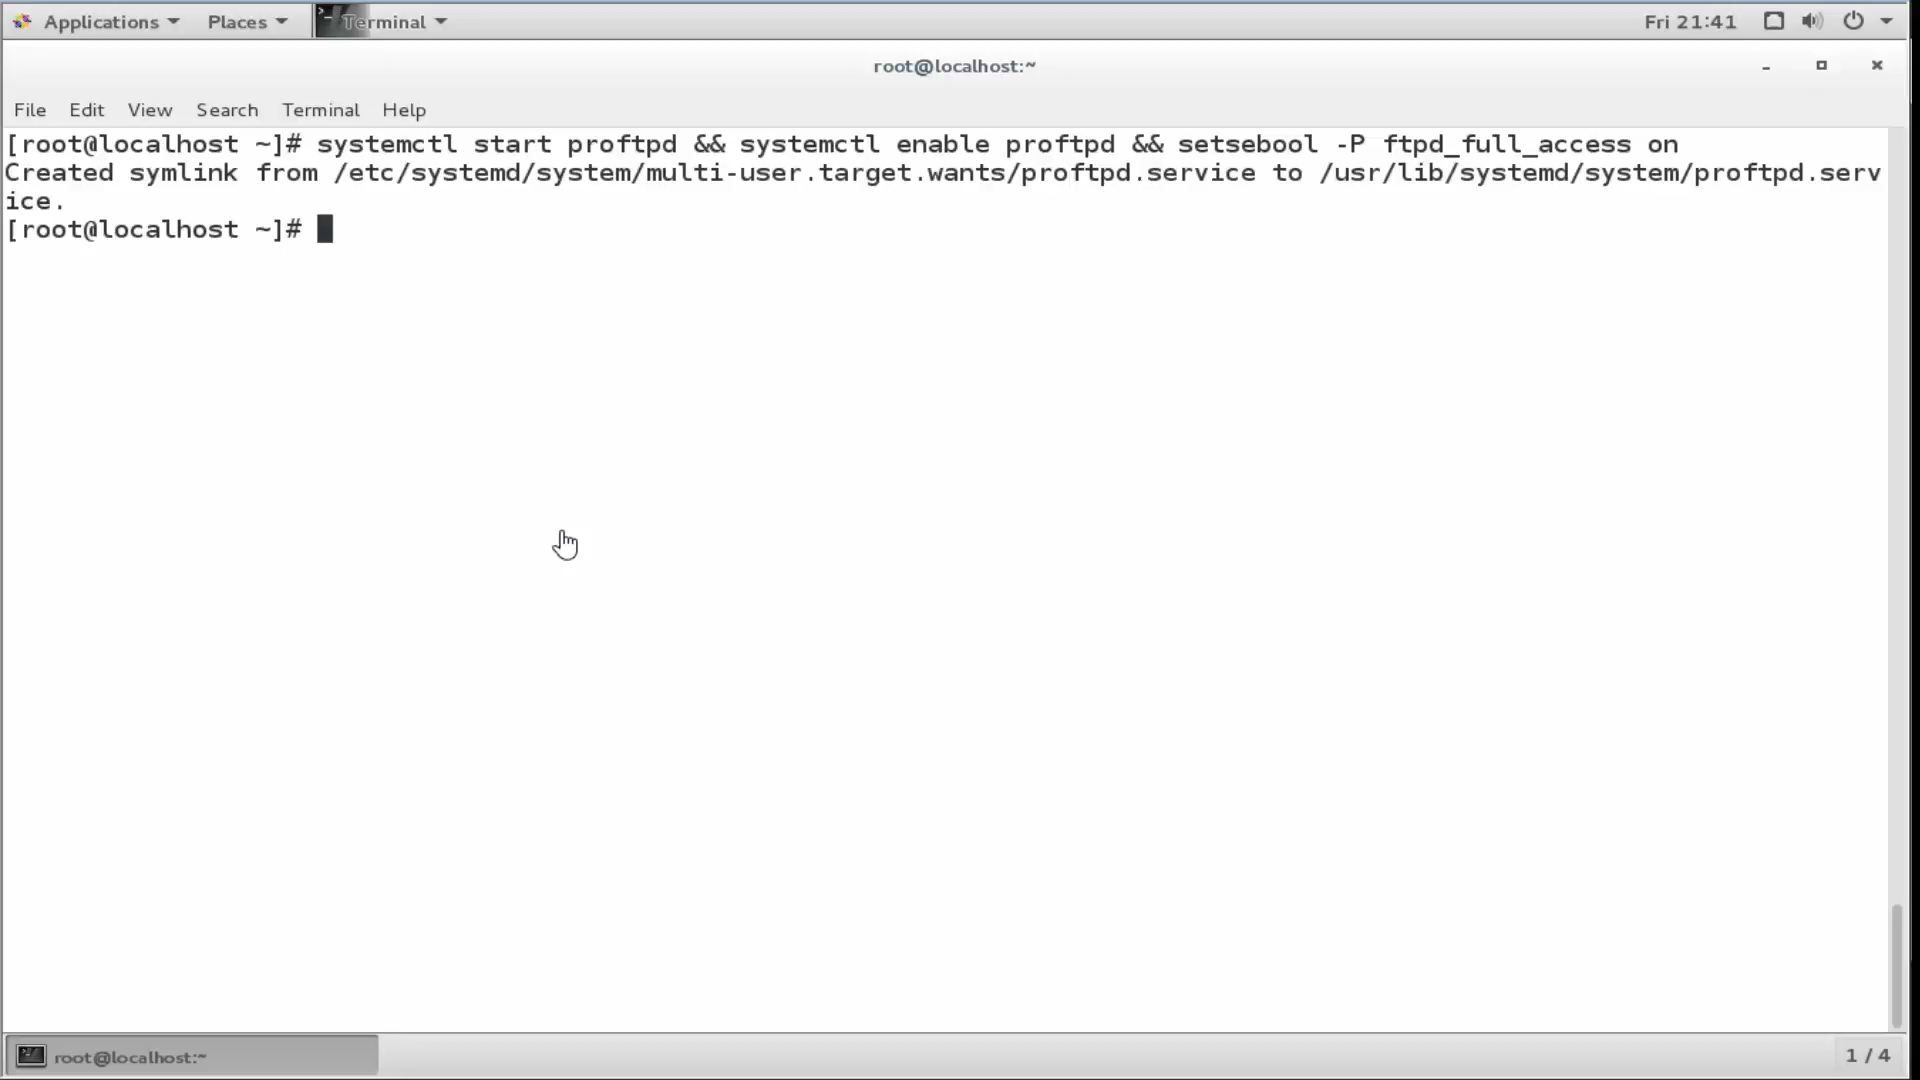 Applications Places Terminal Fri 21:41
root@localhost:~
File Edit View Search Terminal Help
[root@localhost ~]# systemctl start proftpd && systemctl enable proftpd && setsebool -P ftpd_full_access on
Created symlink from /etc/systemd/system/multi-user.target.wants/proftpd.service to /usr/lib/systemd/system/proftpd.serv
ice.
[root@localhost ~]#
root@localhost:~ 1 / 4